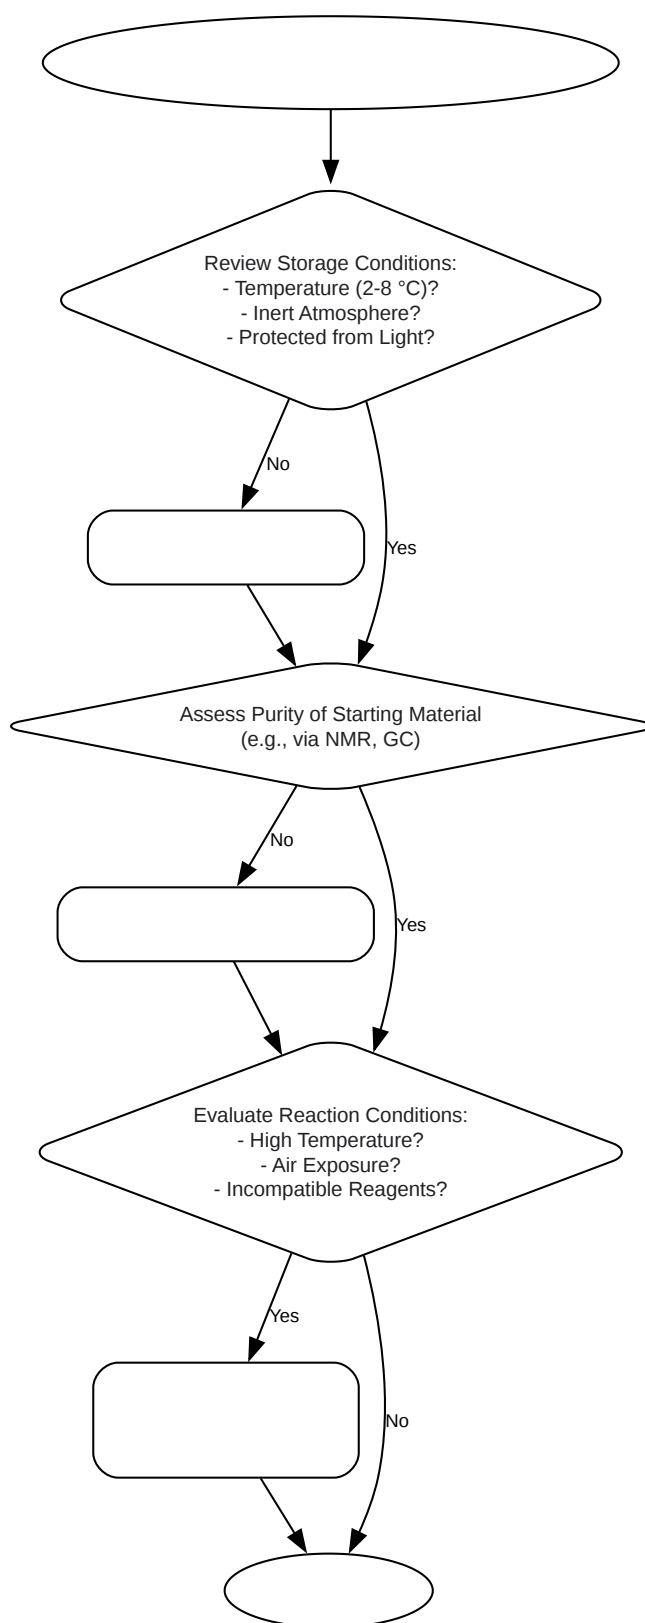 Review Storage Conditions:
- Temperature (2-8 °C)?
- Inert Atmosphere?
- Protected from Light?
No
Yes
Assess Purity of Starting Material
(e.g., via NMR, GC)
No
Yes
Evaluate Reaction Conditions:
- High Temperature?
- Air Exposure?
- Incompatible Reagents?
Yes
No